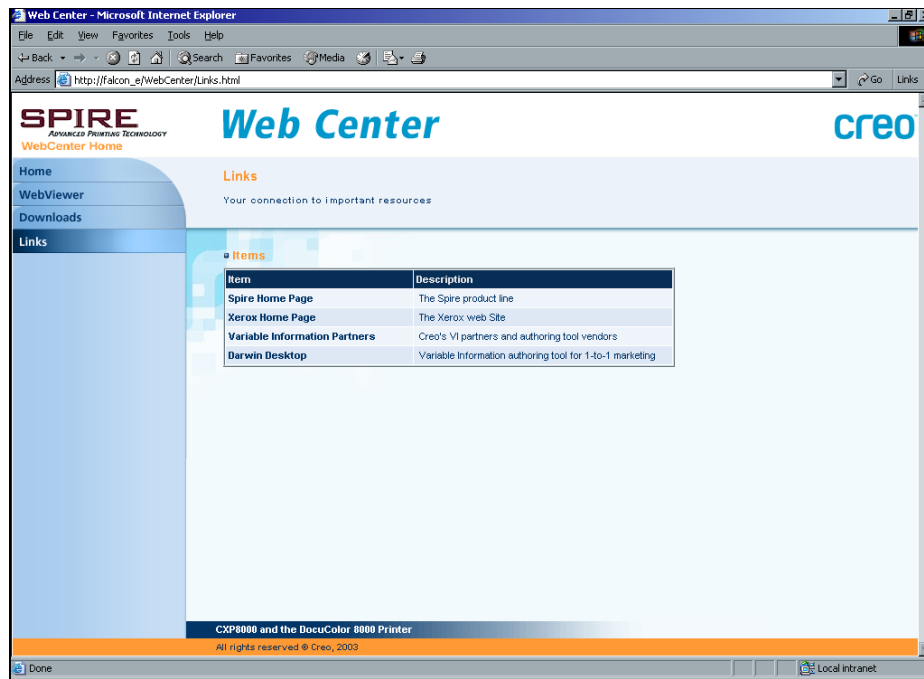 Web Center - Microsoft Internet Explorer
File Edit View Favorites Tools Help
Back Search Favorites Media
Address http://falcon_e/WebCenter/Links.html Go Links
SPIRE
ADVANCED PRINTING TECHNOLOGY
WebCenter Home
Web Center
creo
Home
WebViewer
Downloads
Links
Links
Your connection to important resources
Items
Item Description
Spire Home Page The Spire product line
Xerox Home Page The Xerox web Site
Variable Information Partners Creo's VI partners and authoring tool vendors
Darwin Desktop Variable Information authoring tool for 1-to-1 marketing
CXP8000 and the DocuColor 8000 Printer
All rights reserved © Creo, 2003
Done Local intranet